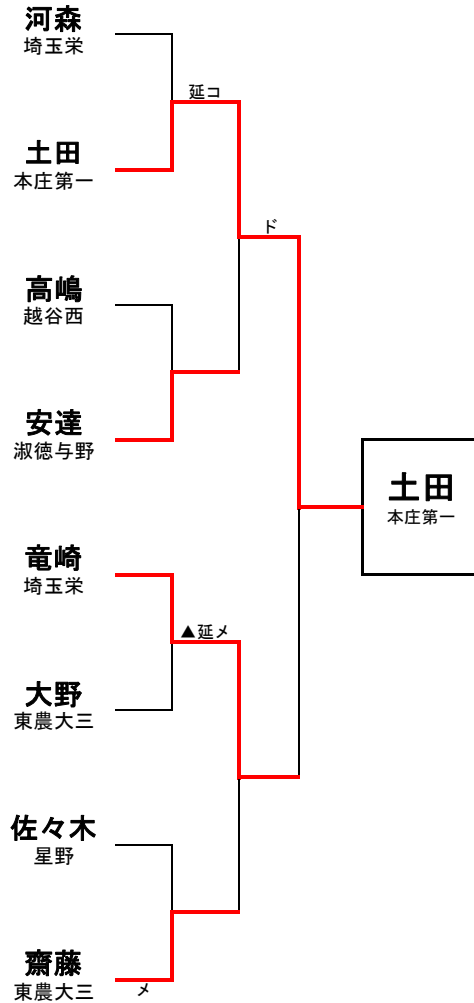 河森
埼玉栄
延コ
土田
本庄第一
ド
高嶋
越谷西
安達
淑徳与野
土田
本庄第一
竜崎
埼玉栄
▲延メ
大野
東農大三
佐々木
星野
齋藤
東農大三
メ